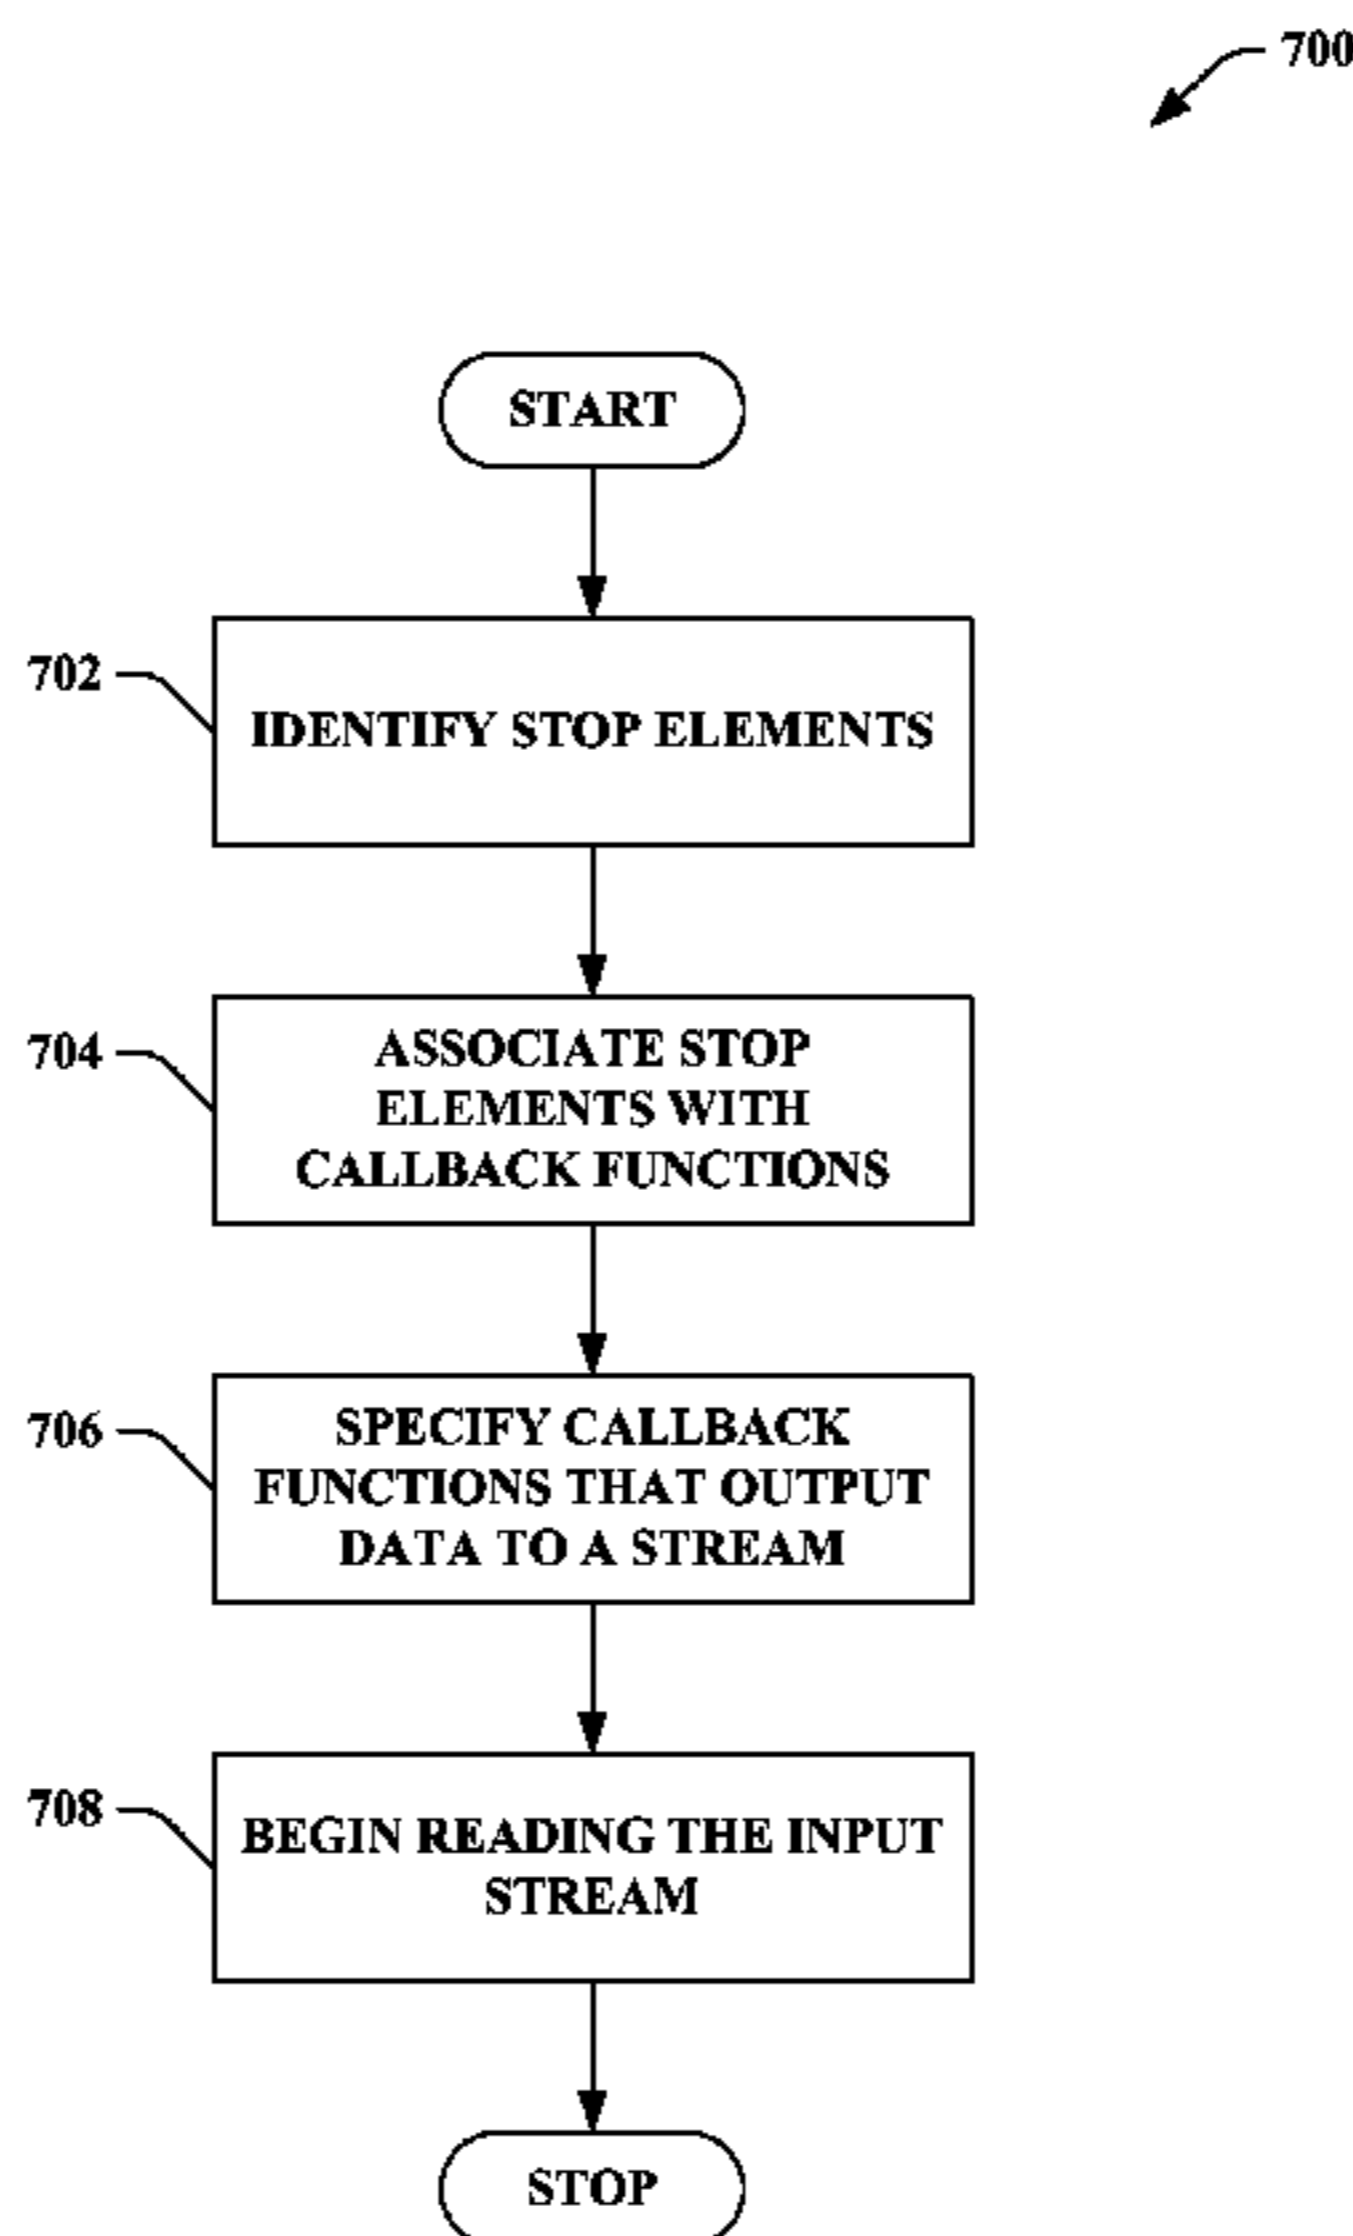 700
START
702
IDENTIFY STOP ELEMENTS
704
ASSOCIATE STOP
ELEMENTS WITH
CALLBACK FUNCTIONS
706
SPECIFY CALLBACK
FUNCTIONS THAT OUTPUT
DATA TO A STREAM
708
BEGIN READING THE INPUT
STREAM
STOP